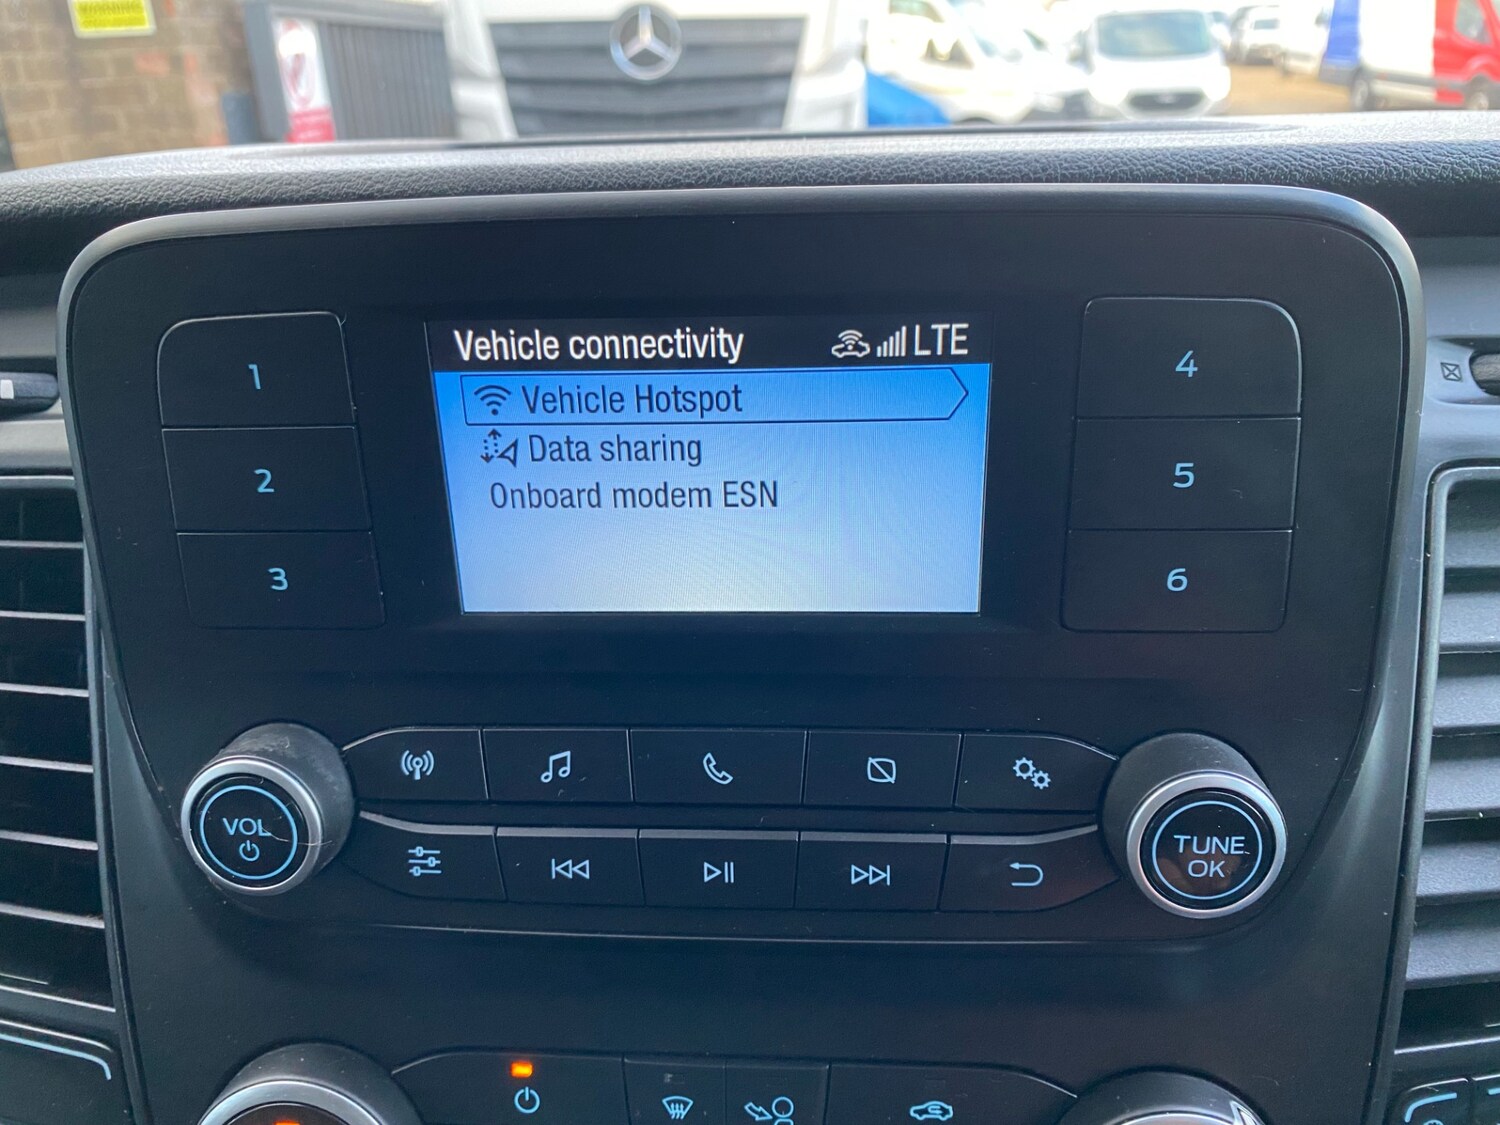 WARNING
Vehicle connectivity LTE
Vehicle Hotspot
Data sharing
Onboard modem ESN
1
2
3
4
5
6
VOL
TUNE
OK